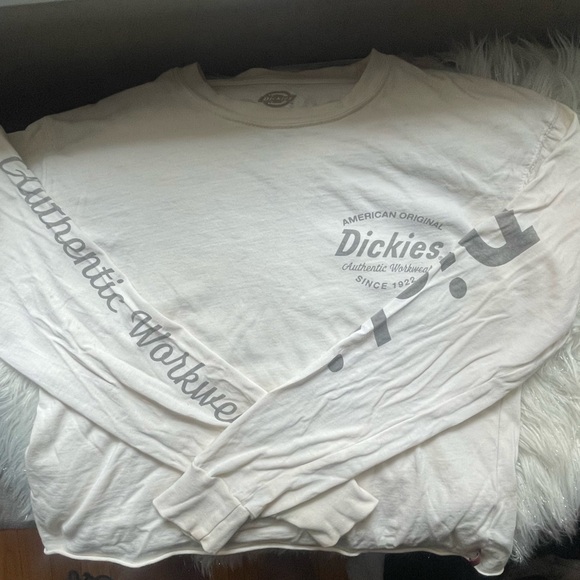 AMERICAN ORIGINAL
Dickies
Authentic Workwear
SINCE 1922
Authentic Workwe